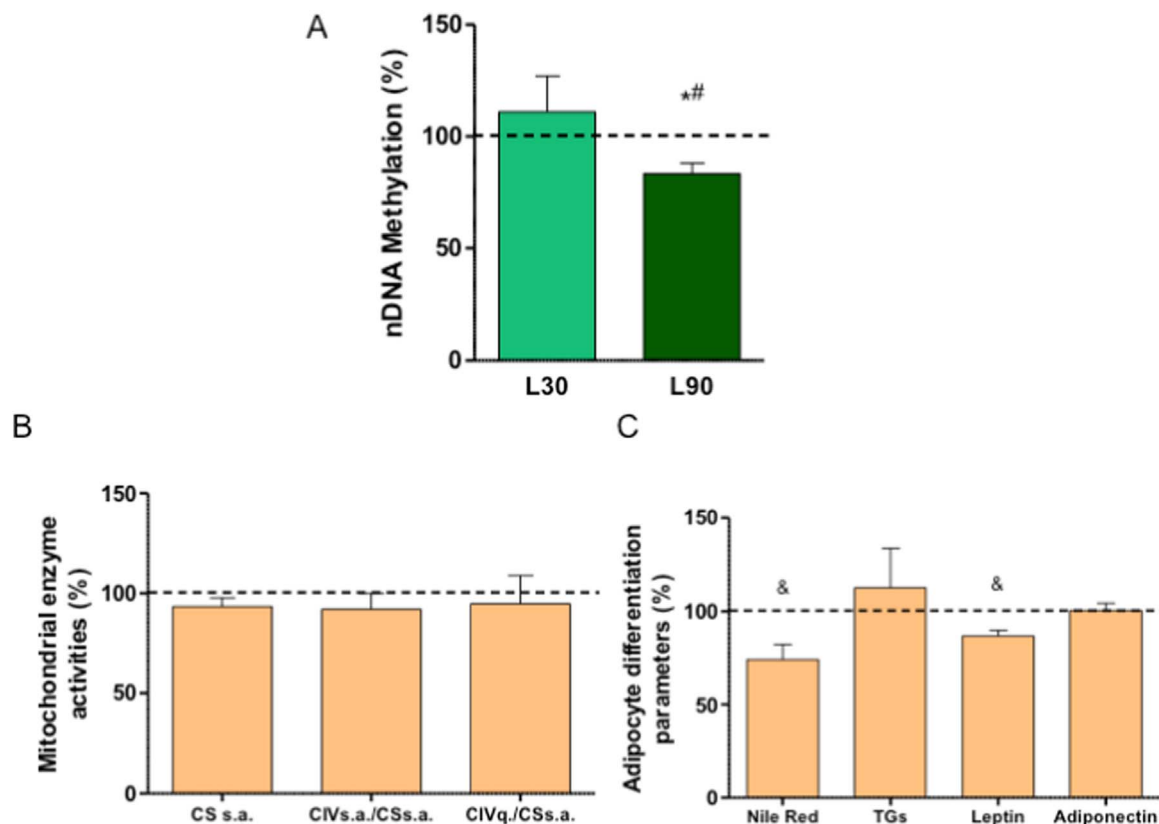 A
nDNA Methylation (%)
150
100
50
0
*#
L30 L90
B
Mitochondrial enzyme
activities (%)
150
100
50
0
CS s.a. CIVs.a./CSs.a. CIVq./CSs.a.
C
Adipocyte differentiation
parameters (%)
150
100
50
0
& &
Nile Red TGs Leptin Adiponectin